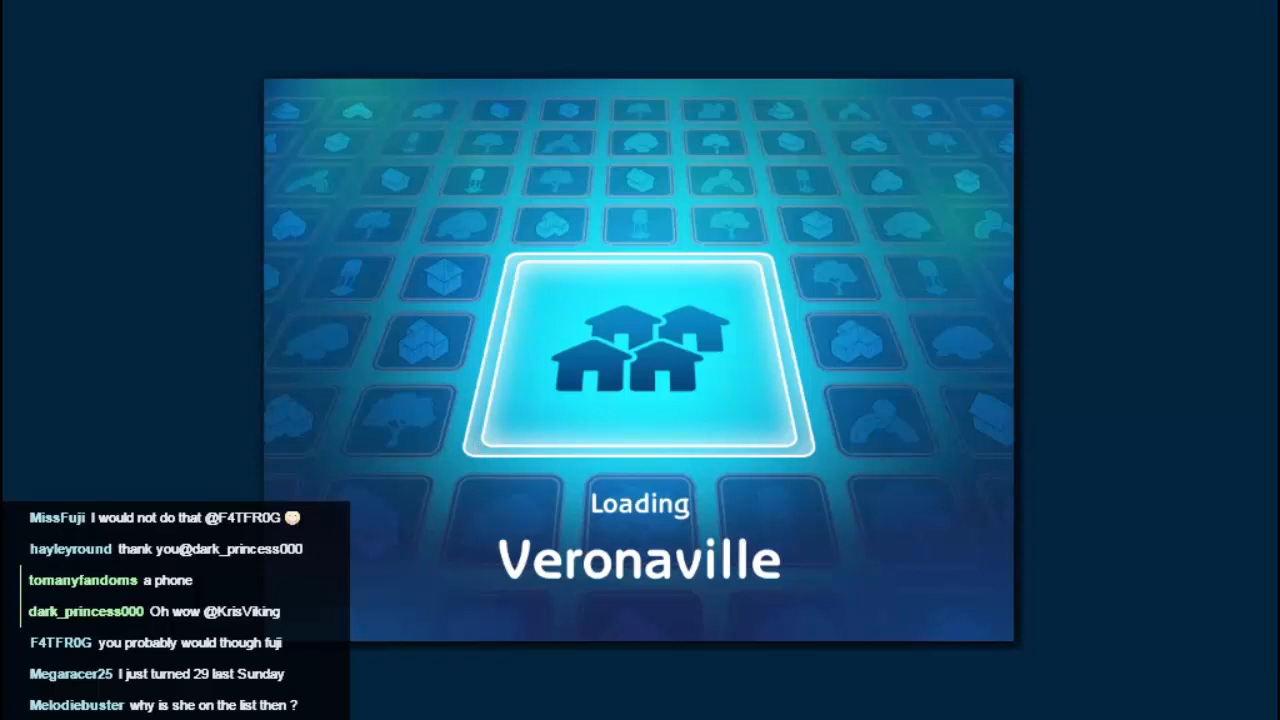 Loading
Veronaville
MissFuji I would not do that @F4TFR0G
hayleyround thank you@dark_princess000
tomanyfandoms a phone
dark_princess000 Oh wow @KrisViking
F4TFR0G you probably would though fuji
Megaracer25 I just turned 29 last Sunday
Melodiebuster why is she on the list then ?